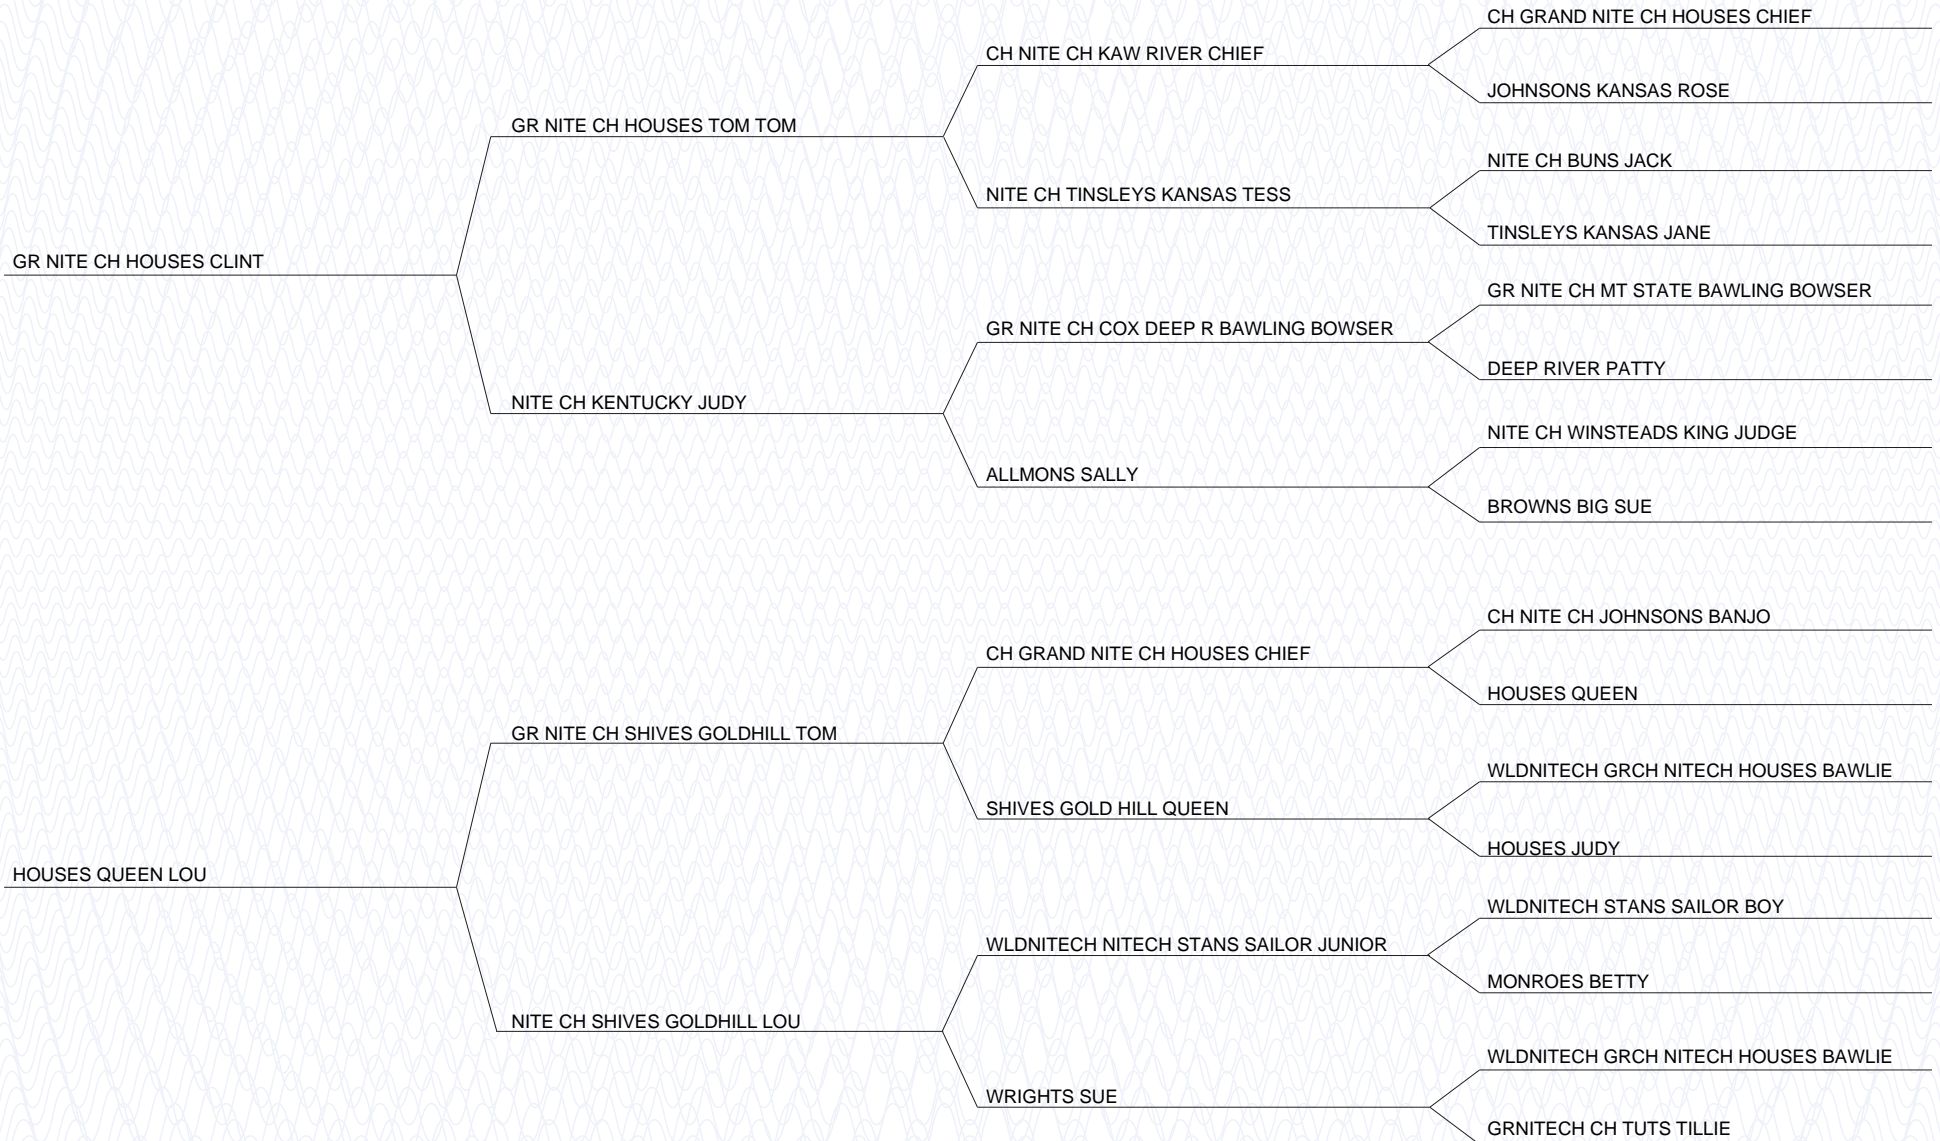 CH GRAND NITE CH HOUSES CHIEF
CH NITE CH KAW RIVER CHIEF
JOHNSONS KANSAS ROSE
GR NITE CH HOUSES TOM TOM
NITE CH BUNS JACK
NITE CH TINSLEYS KANSAS TESS
TINSLEYS KANSAS JANE
GR NITE CH HOUSES CLINT
GR NITE CH MT STATE BAWLING BOWSER
GR NITE CH COX DEEP R BAWLING BOWSER
DEEP RIVER PATTY
NITE CH KENTUCKY JUDY
NITE CH WINSTEADS KING JUDGE
ALLMONS SALLY
BROWNS BIG SUE
CH NITE CH JOHNSONS BANJO
CH GRAND NITE CH HOUSES CHIEF
HOUSES QUEEN
GR NITE CH SHIVES GOLDHILL TOM
WLDNITECH GRCH NITECH HOUSES BAWLIE
SHIVES GOLD HILL QUEEN
HOUSES JUDY
HOUSES QUEEN LOU
WLDNITECH STANS SAILOR BOY
WLDNITECH NITECH STANS SAILOR JUNIOR
MONROES BETTY
NITE CH SHIVES GOLDHILL LOU
WLDNITECH GRCH NITECH HOUSES BAWLIE
WRIGHTS SUE
GRNITECH CH TUTS TILLIE